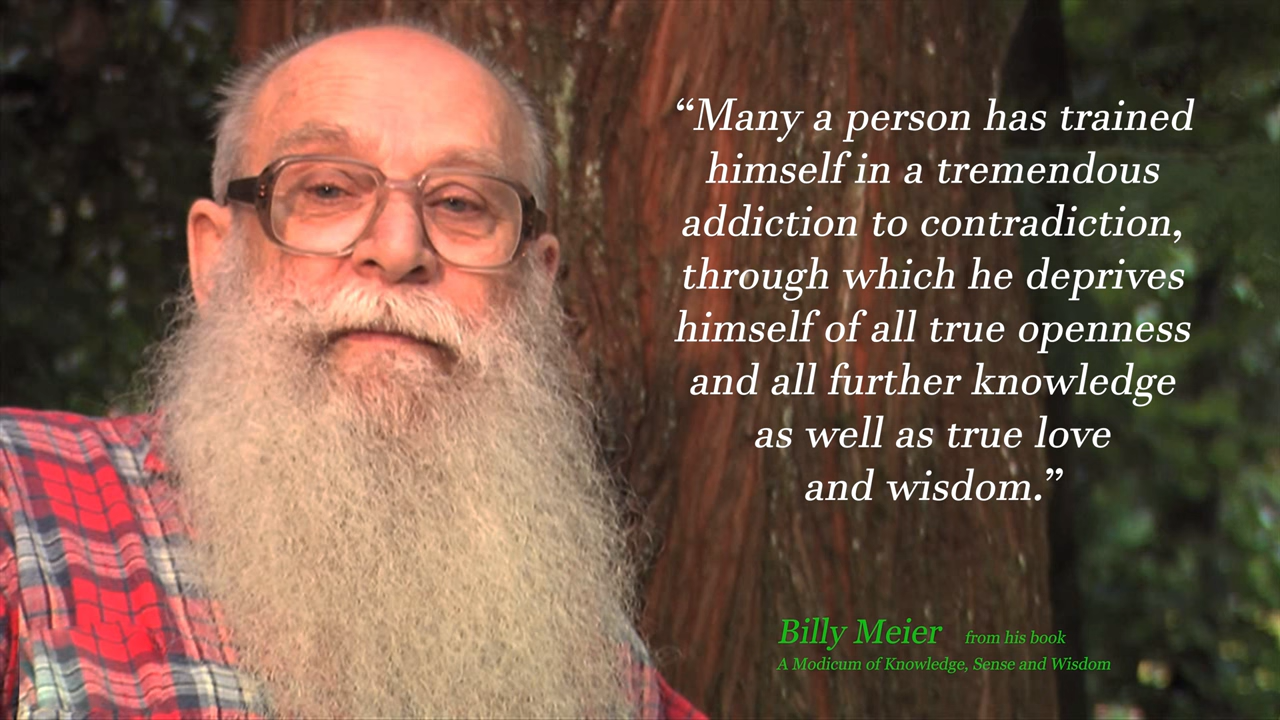 “Many a person has trained
himself in a tremendous
addiction to contradiction,
through which he deprives
himself of all true openness
and all further knowledge
as well as true love
and wisdom.”
Billy Meier from his book
A Modicum of Knowledge, Sense and Wisdom